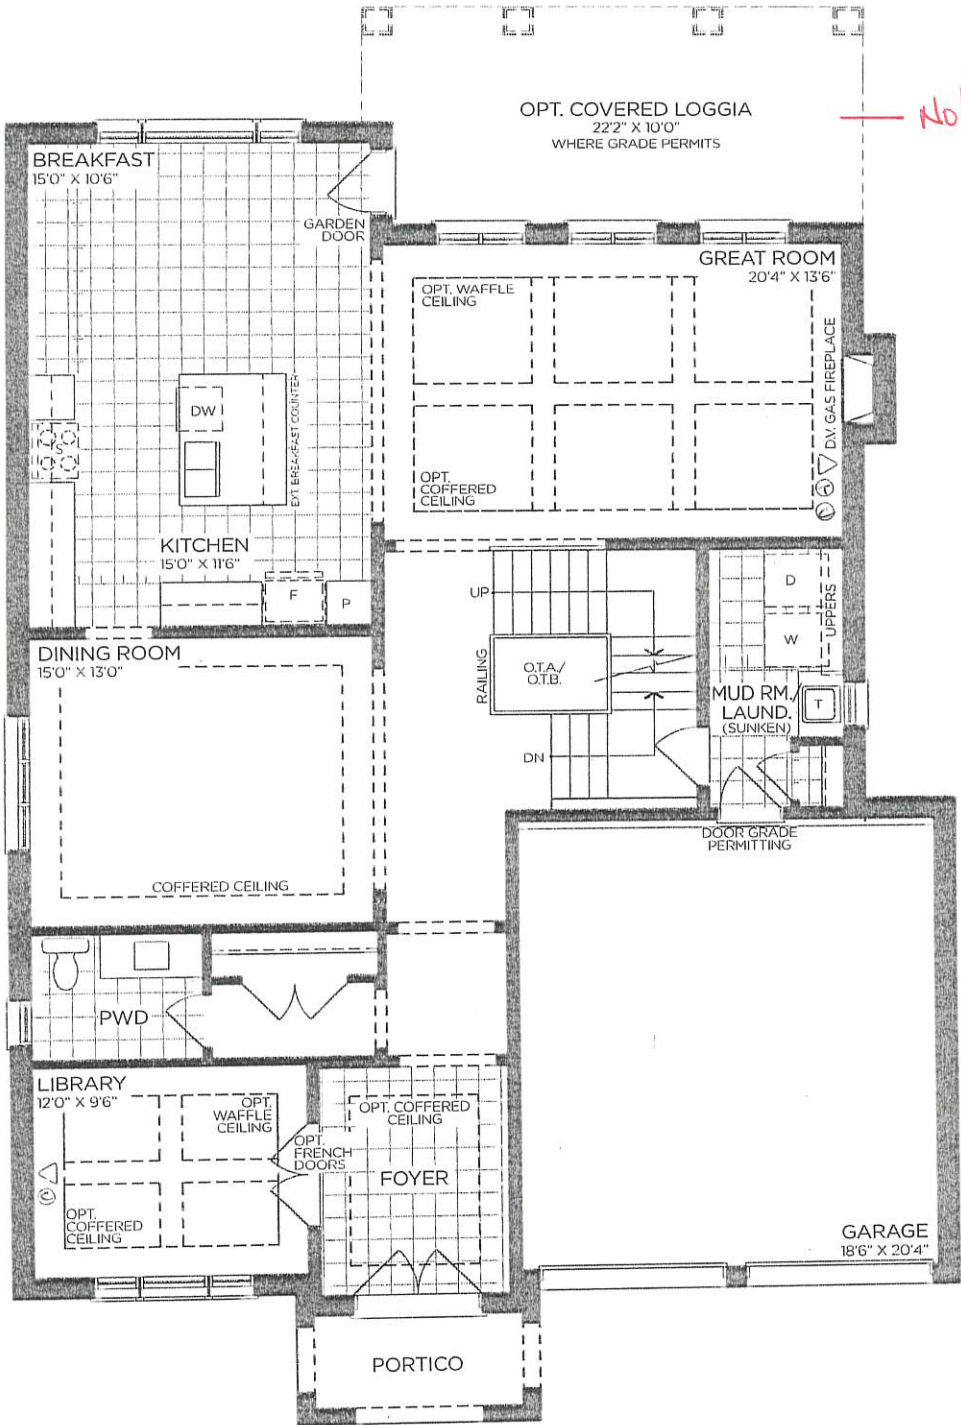 OPT. COVERED LOGGIA
22'2" X 10'0"
WHERE GRADE PERMITS
No
BREAKFAST
15'0" X 10'6"
GARDEN
DOOR
GREAT ROOM
20'4" X 13'6"
OPT. WAFFLE
CEILING
D.V. GAS FIREPLACE
DW
EXT. BREAKFAST COUNTER
S
OPT.
COFFERED
CEILING
KITCHEN
15'0" X 11'6"
F
P
UP
D
W
UPPERS
RAILING
O.T.A./
O.T.B.
DINING ROOM
15'0" X 13'0"
MUD RM./
LAUND.
(SUNKEN)
T
DN
DOOR GRADE
PERMITTING
COFFERED CEILING
PWD
LIBRARY
12'0" X 9'6"
OPT.
WAFFLE
CEILING
OPT.
FRENCH
DOORS
OPT. COFFERED
CEILING
FOYER
OPT.
COFFERED
CEILING
GARAGE
18'6" X 20'4"
PORTICO